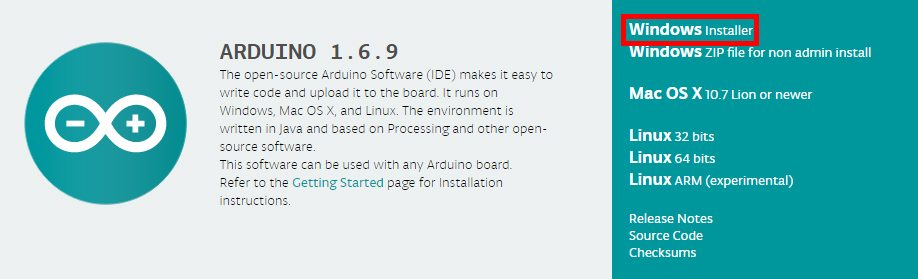 ARDUINO 1.6.9
The open-source Arduino Software (IDE) makes it easy to
write code and upload it to the board. It runs on
Windows, Mac OS X, and Linux. The environment is
written in Java and based on Processing and other open-
source software.
This software can be used with any Arduino board.
Refer to the Getting Started page for Installation
instructions.
Windows Installer
Windows ZIP file for non admin install
Mac OS X 10.7 Lion or newer
Linux 32 bits
Linux 64 bits
Linux ARM (experimental)
Release Notes
Source Code
Checksums